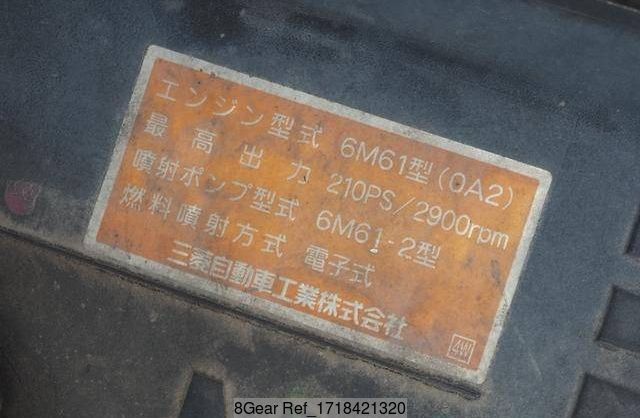 エンジン型式 6M61型(0A2)
最高出力 210PS/2900rpm
噴射ポンプ型式 6M61-2型
燃料噴射方式 電子式
三菱自動車工業株式会社
4W
8Gear Ref_1718421320